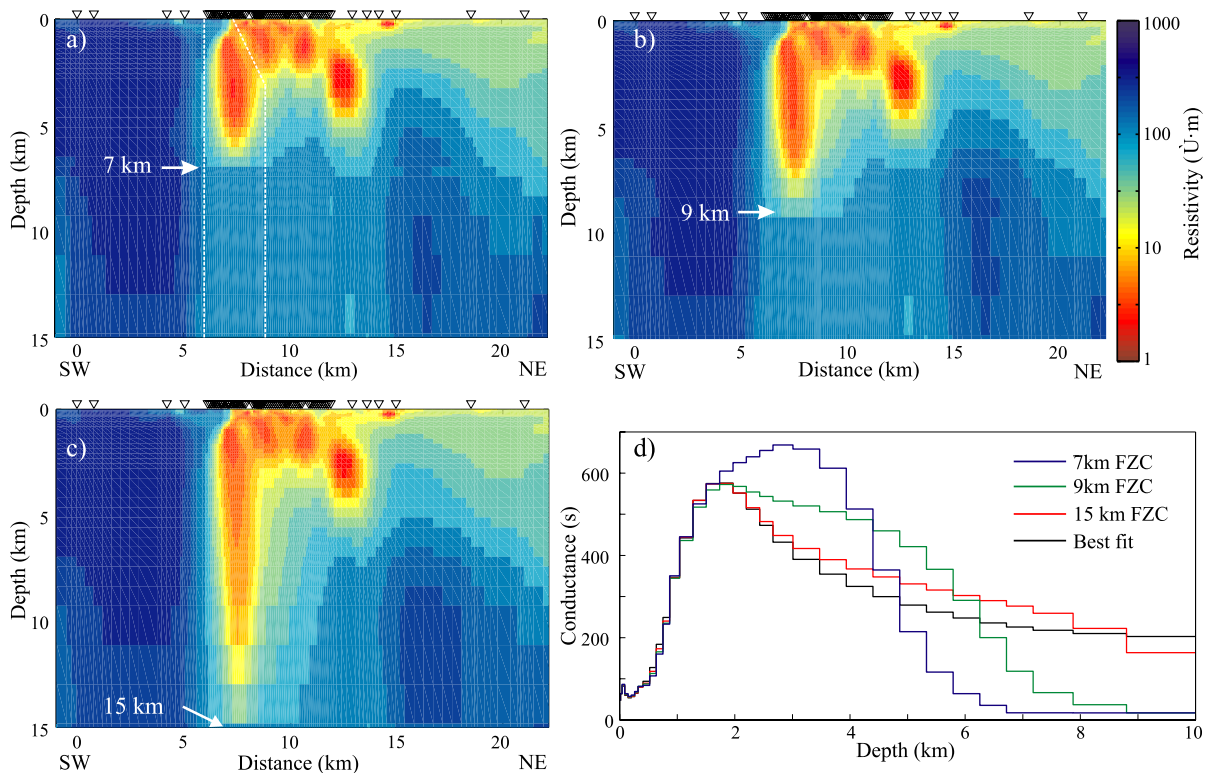 a)
7 km
0
5
10
15
Depth (km)
0 5 10 15 20
SW Distance (km) NE
b)
9 km
0
5
10
15
Depth (km)
0 5 10 15 20
SW Distance (km) NE
1000
100
10
1
Resistivity (Ù·m)
c)
15 km
0
5
10
15
Depth (km)
0 5 10 15 20
SW Distance (km) NE
d)
7km FZC
9km FZC
15 km FZC
Best fit
600
400
200
0
Conductance (s)
0 2 4 6 8 10
Depth (km)